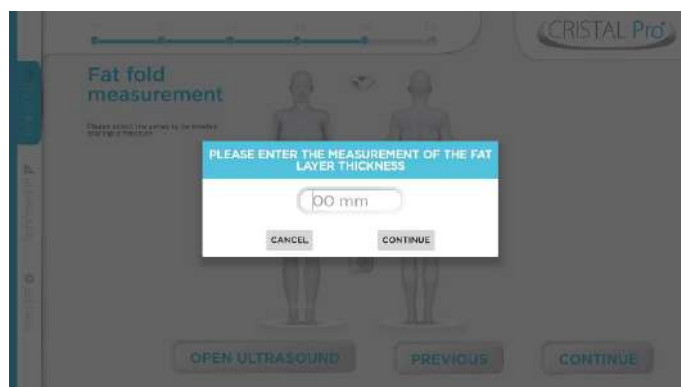 CRISTAL Pro
Fat fold
measurement
PLEASE ENTER THE MEASUREMENT OF THE FAT
LAYER THICKNESS
00 mm
CANCEL
CONTINUE
OPEN ULTRASOUND
PREVIOUS
CONTINUE